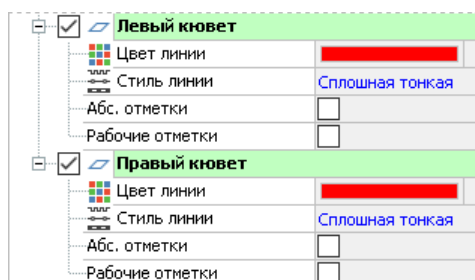 Левый кювет
Цвет линии
Стиль линии Сплошная тонкая
Абс. отметки
Рабочие отметки
Правый кювет
Цвет линии
Стиль линии Сплошная тонкая
Абс. отметки
Рабочие отметки